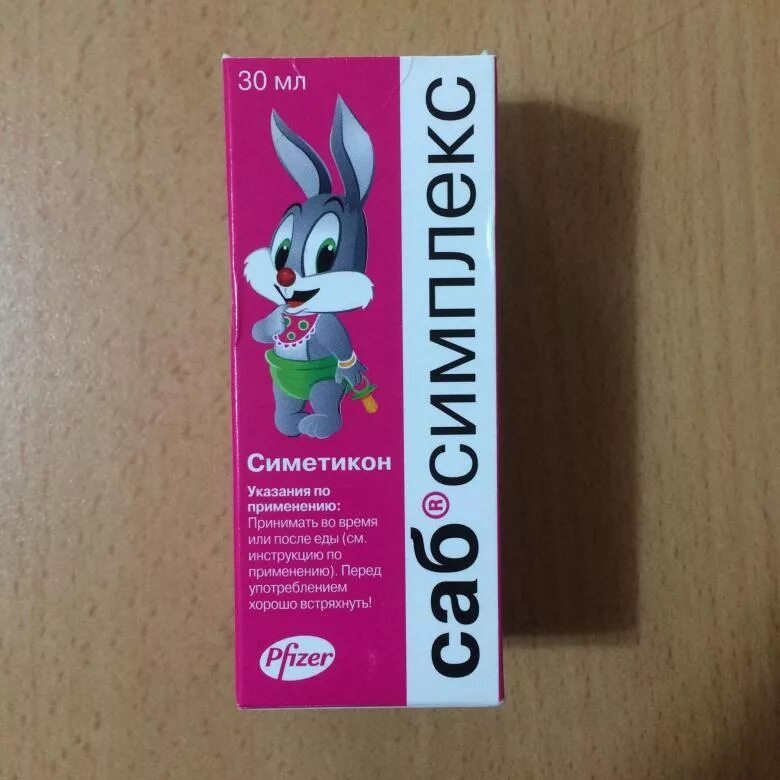 30 мл
саб®симплекс
Симетикон
Указания по
применению:
Принимать во время
или после еды (см.
инструкцию по
применению). Перед
употреблением
хорошо встряхнуть!
Pfizer